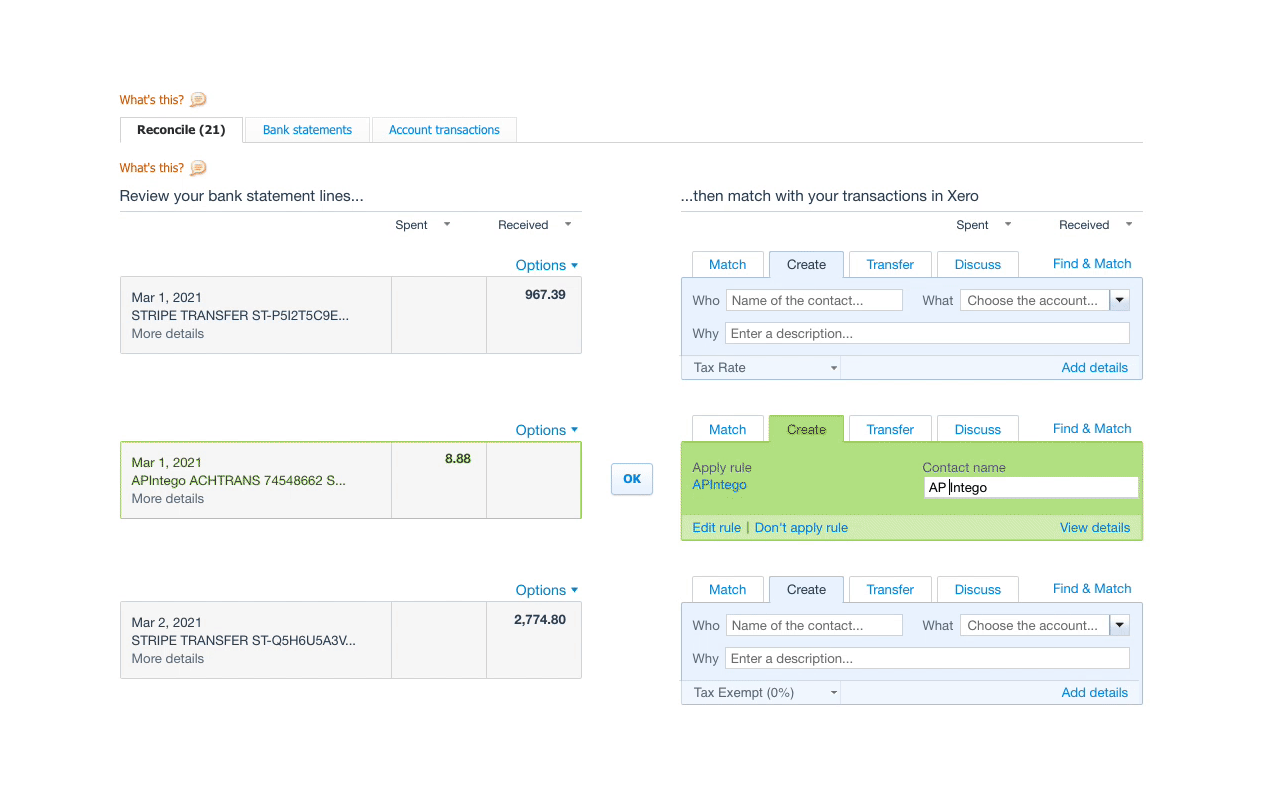 What's this?
Reconcile (21) Bank statements Account transactions
What's this?
Review your bank statement lines... ...then match with your transactions in Xero
Spent Received Spent Received
Options Match Create Transfer Discuss Find & Match
Mar 1, 2021 967.39
STRIPE TRANSFER ST-P5I2T5C9E...
More details
Who Name of the contact... What Choose the account...
Why Enter a description...
Tax Rate Add details
Options Match Create Transfer Discuss Find & Match
Mar 1, 2021 8.88
APIntego ACHTRANS 74548662 S...
More details
OK
Apply rule Contact name
APIntego AP Intego
Edit rule | Don't apply rule View details
Options Match Create Transfer Discuss Find & Match
Mar 2, 2021 2,774.80
STRIPE TRANSFER ST-Q5H6U5A3V...
More details
Who Name of the contact... What Choose the account...
Why Enter a description...
Tax Exempt (0%) Add details